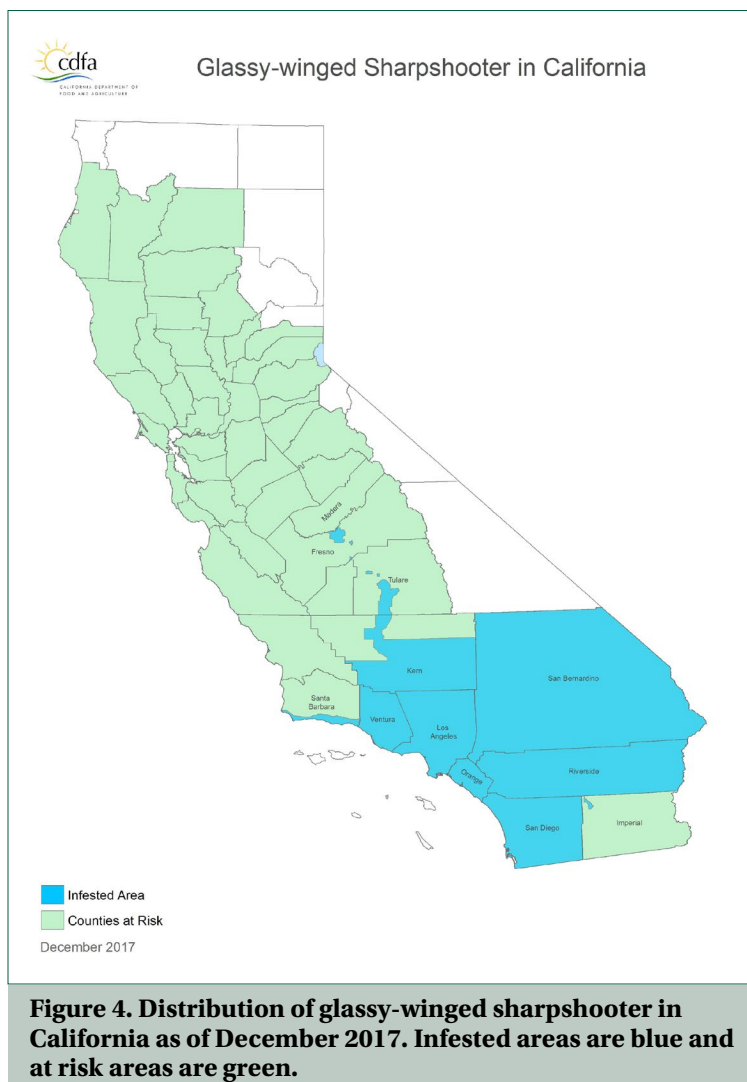 cdfa
CALIFORNIA DEPARTMENT OF
FOOD AND AGRICULTURE
Glassy-winged Sharpshooter in California
Madera
Fresno
Tulare
Kern
San Bernardino
Santa
Barbara
Ventura
Los
Angeles
Orange
Riverside
San Diego
Imperial
Infested Area
Counties at Risk
December 2017
Figure 4. Distribution of glassy-winged sharpshooter in
California as of December 2017. Infested areas are blue and
at risk areas are green.